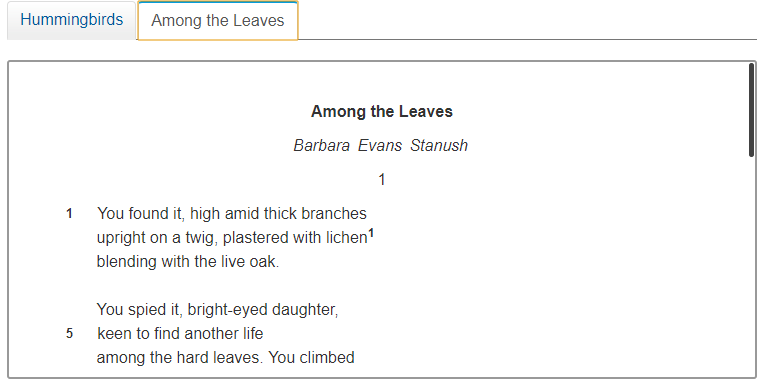 Hummingbirds
Among the Leaves
Among the Leaves
Barbara Evans Stanush
1
1 You found it, high amid thick branches
upright on a twig, plastered with lichen¹
blending with the live oak.
You spied it, bright-eyed daughter,
5 keen to find another life
among the hard leaves. You climbed